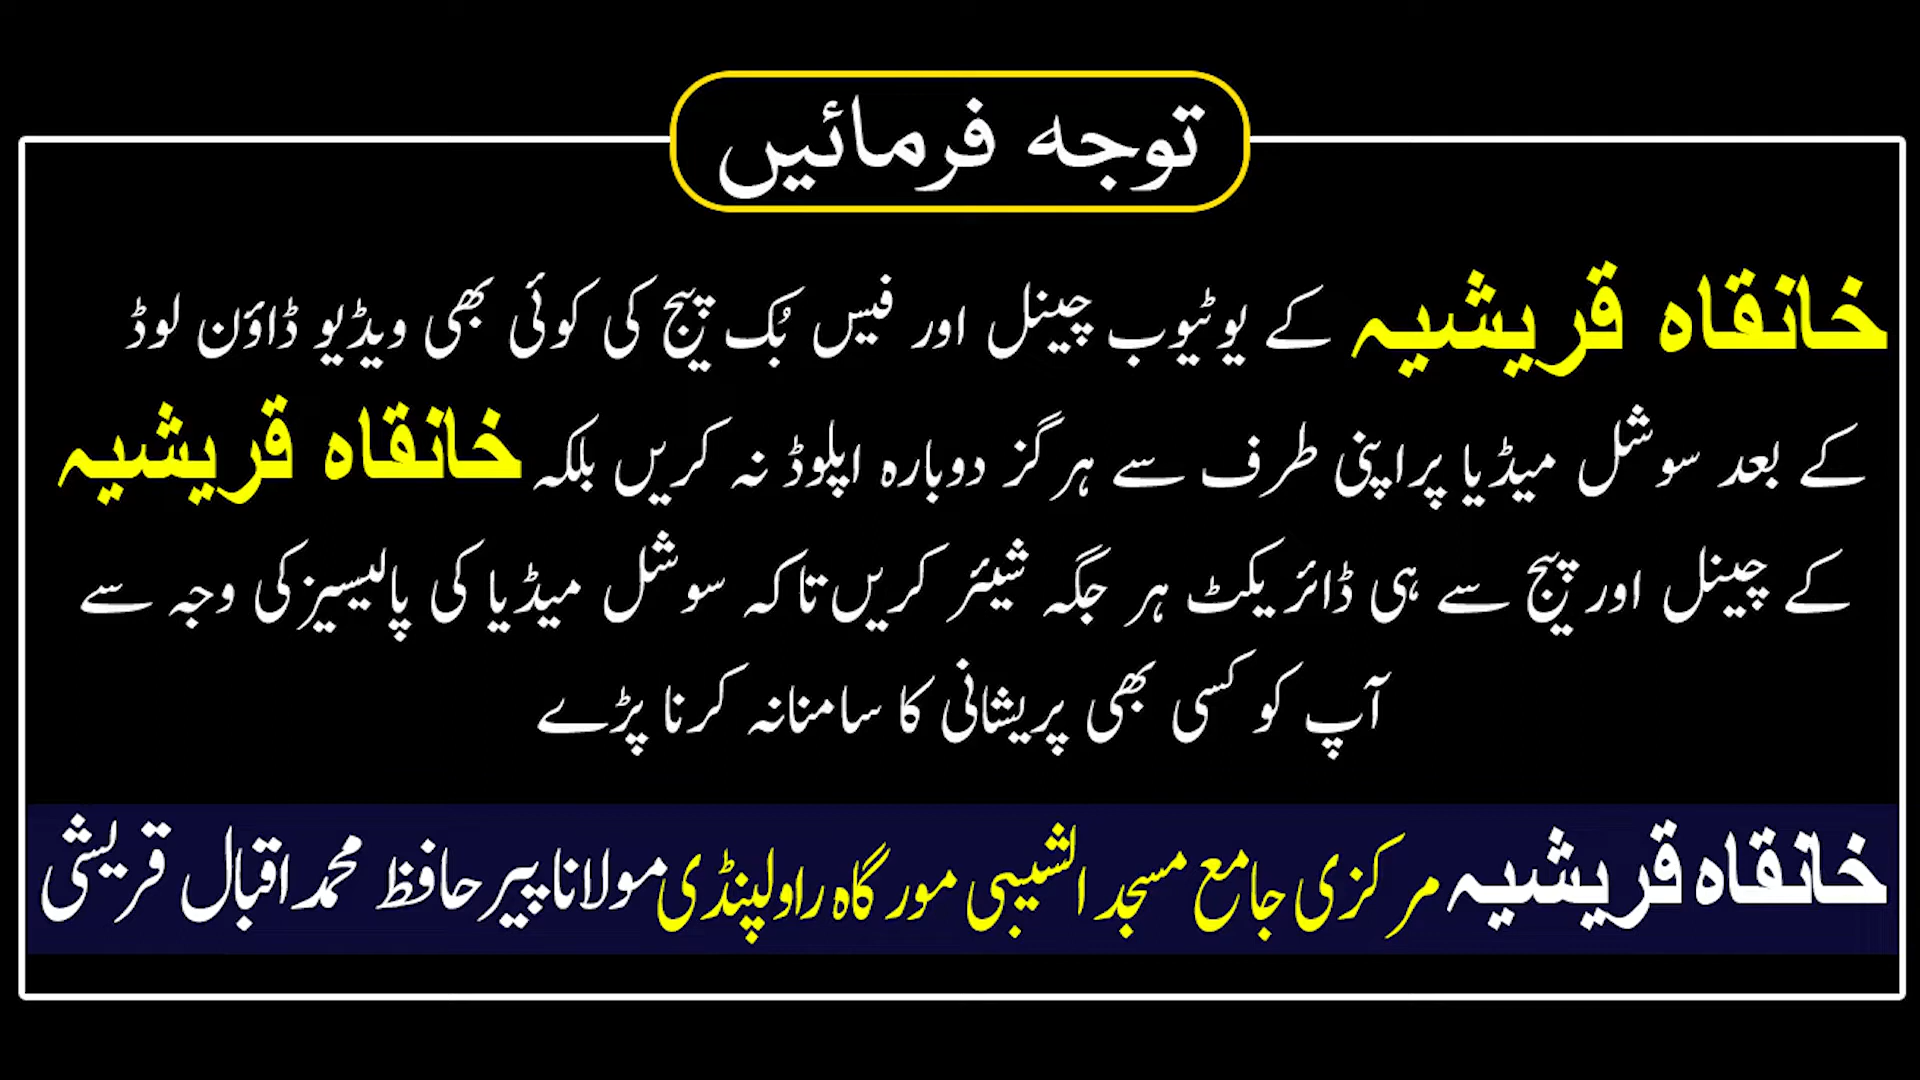 توجہ فرمائیں
خانقاہ قریشیہ کے یوٹیوب چینل اور فیس بُک پیج کی کوئی بھی ویڈیو ڈاؤن لوڈ
کے بعد سوشل میڈیا پراپنی طرف سے ہرگز دوبارہ اپلوڈ نہ کریں بلکہ خانقاہ قریشیہ
کے چینل اور پیج سے ہی ڈائریکٹ ہر جگہ شیئر کریں تاکہ سوشل میڈیا کی پالیسیز کی وجہ سے
آپ کو کسی بھی پریشانی کا سامنانہ کرنا پڑے
خانقاہ قریشیہ مرکزی جامع مسجد الشیبی مورگاہ راولپنڈی مولانا پیر حافظ محمد اقبال قریشی